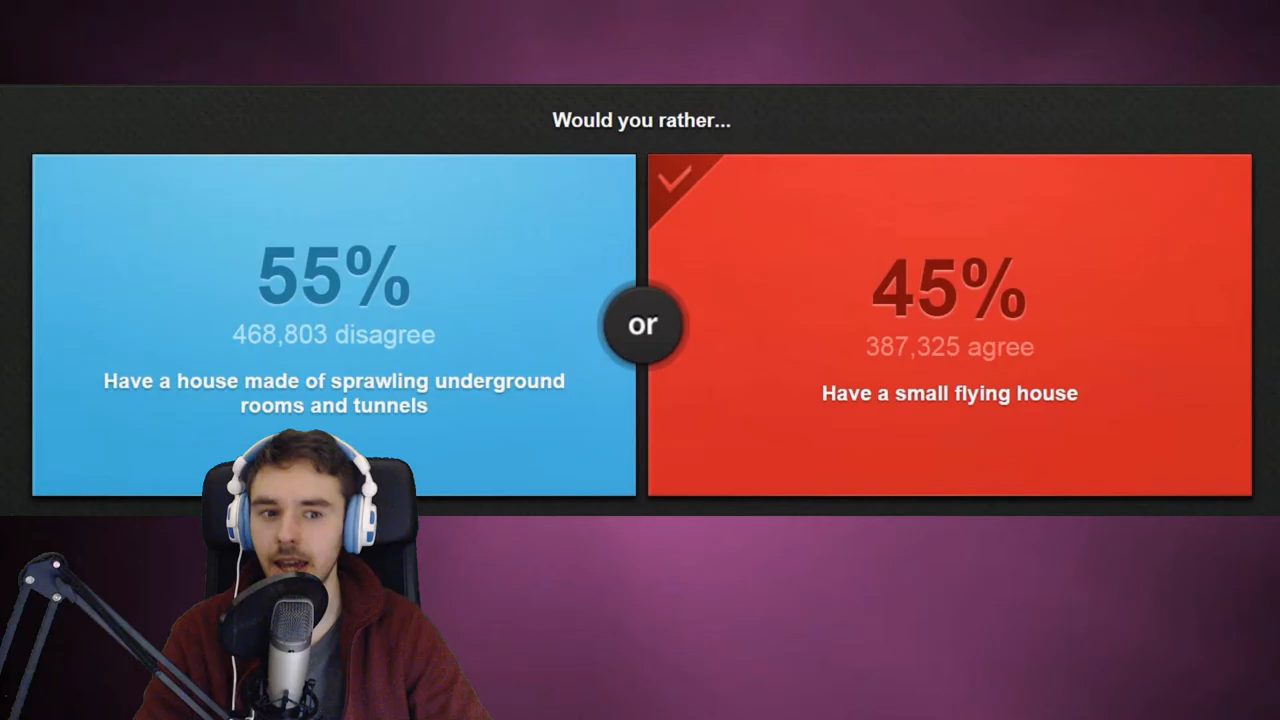 Would you rather...
55%
468,803 disagree
Have a house made of sprawling underground
rooms and tunnels
or
45%
387,325 agree
Have a small flying house